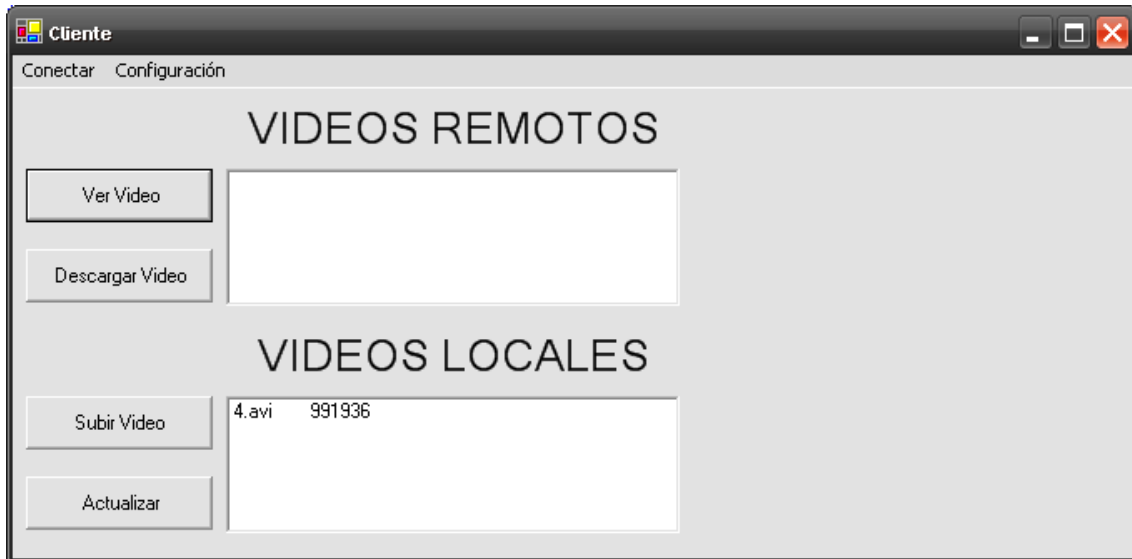 Cliente
Conectar Configuración
VIDEOS REMOTOS
Ver Video
Descargar Video
VIDEOS LOCALES
Subir Video
4.avi 991936
Actualizar